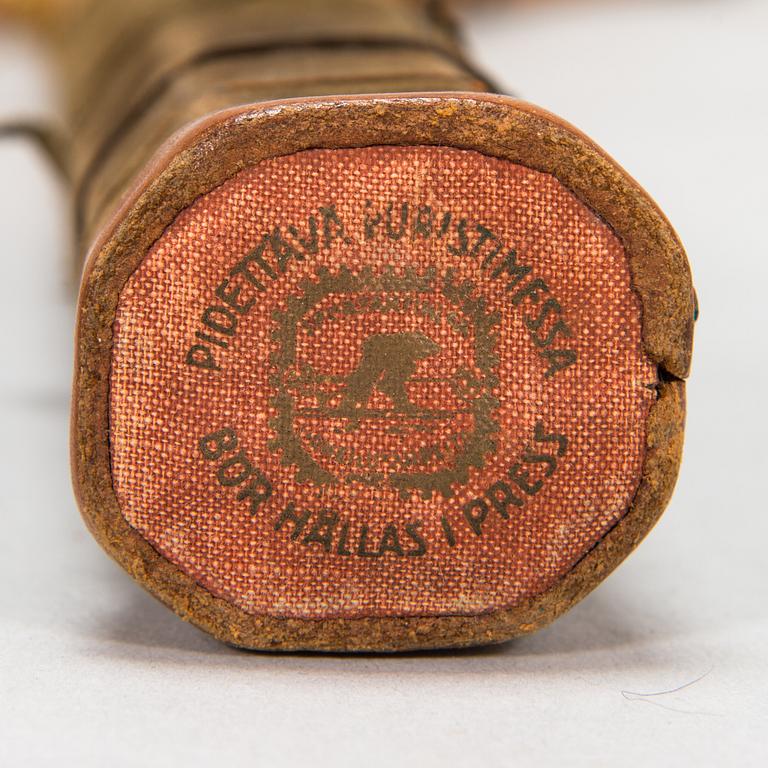 PIDETTÄVÄ PURISTIMESSA
BÖR HÅLLAS I PRESS